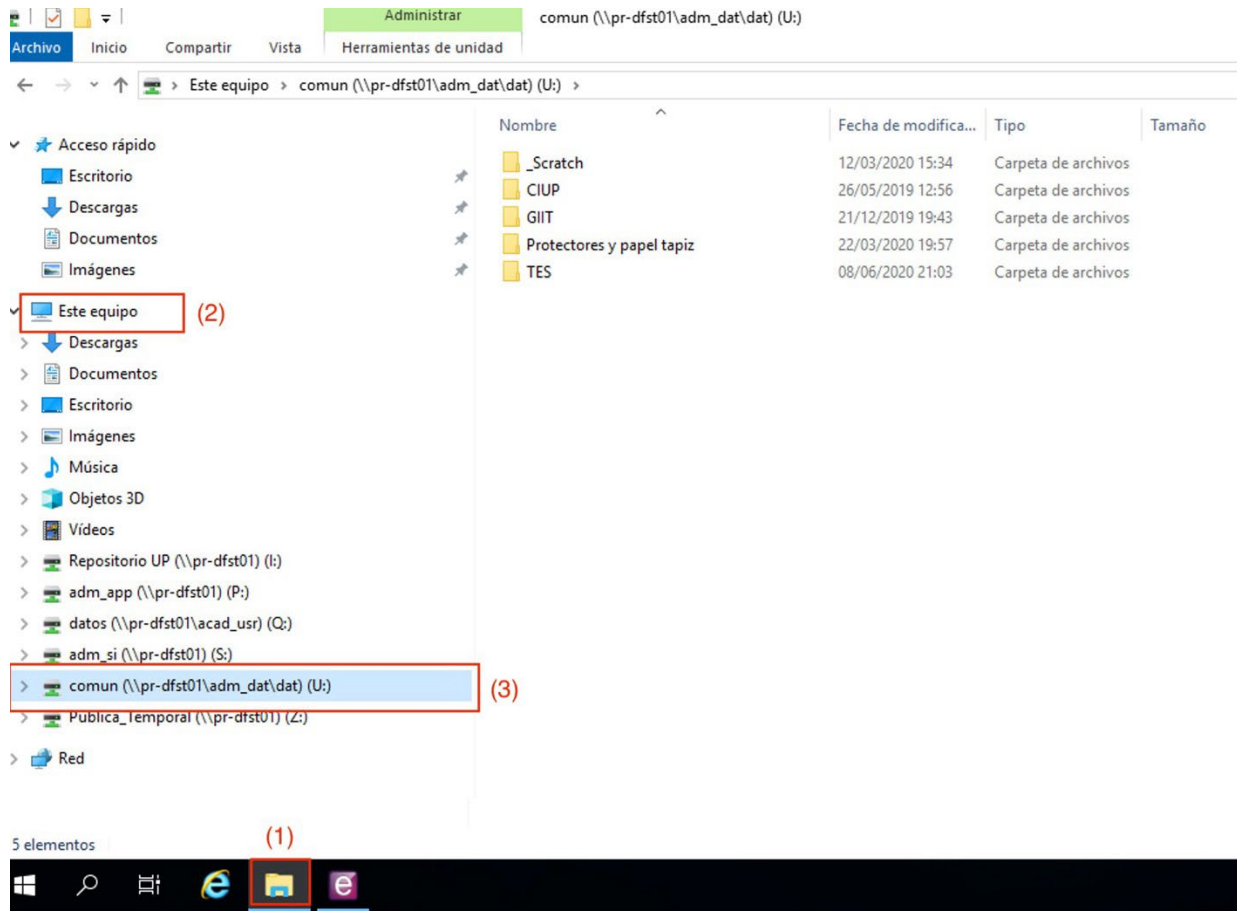 Administrar
comun (\\pr-dfst01\adm_dat\dat) (U:)
Archivo Inicio Compartir Vista Herramientas de unidad
Este equipo > comun (\\pr-dfst01\adm_dat\dat) (U:) >
Nombre Fecha de modifica... Tipo Tamaño
Acceso rápido
Escritorio
Descargas
Documentos
Imágenes
Este equipo (2)
Descargas
Documentos
Escritorio
Imágenes
Música
Objetos 3D
Vídeos
Repositorio UP (\\pr-dfst01) (I:)
adm_app (\\pr-dfst01) (P:)
datos (\\pr-dfst01\acad_usr) (Q:)
adm_si (\\pr-dfst01) (S:)
comun (\\pr-dfst01\adm_dat\dat) (U:) (3)
Publica_Temporal (\\pr-dfst01) (Z:)
Red
_Scratch 12/03/2020 15:34 Carpeta de archivos
CIUP 26/05/2019 12:56 Carpeta de archivos
GIIT 21/12/2019 19:43 Carpeta de archivos
Protectores y papel tapiz 22/03/2020 19:57 Carpeta de archivos
TES 08/06/2020 21:03 Carpeta de archivos
5 elementos
(1)